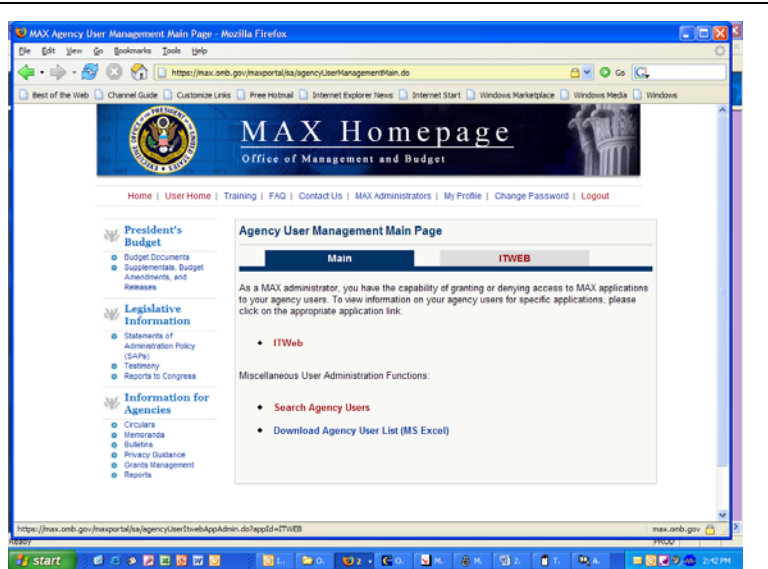 MAX Agency User Management Main Page - Mozilla Firefox
File Edit View Go Bookmarks Tools Help
https://max.omb.gov/maxportal/sa/agencyUserManagementMain.do
Go
Best of the Web Channel Guide Customize Links Free Hotmail Internet Explorer News Internet Start Windows Marketplace Windows Media Windows
MAX Homepage
Office of Management and Budget
Home | User Home | Training | FAQ | Contact Us | MAX Administrators | My Profile | Change Password | Logout
President's
Budget
Budget Documents
Supplementals, Budget
Amendments, and
Releases
Legislative
Information
Statements of
Administration Policy
(SAPs)
Testimony
Reports to Congress
Information for
Agencies
Circulars
Memoranda
Bulletins
Privacy Guidance
Grants Management
Reports
Agency User Management Main Page
Main ITWEB
As a MAX administrator, you have the capability of granting or denying access to MAX applications
to your agency users. To view information on your agency users for specific applications, please
click on the appropriate application link.
ITWeb
Miscellaneous User Administration Functions:
Search Agency Users
Download Agency User List (MS Excel)
https://max.omb.gov/maxportal/sa/agencyUserItwebAppAdmin.do?appId=ITWEB
max.omb.gov
start
2:42 PM